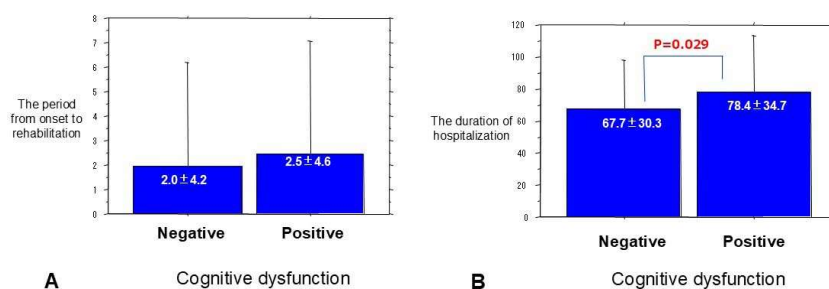 8
7
6
5
4
3
2
1
0
The period
from onset to
rehabilitation
2.0±4.2
2.5±4.6
Negative Positive
A Cognitive dysfunction
120
100
80
60
40
20
0
P=0.029
The duration of
hospitalization
67.7±30.3
78.4±34.7
Negative Positive
B Cognitive dysfunction